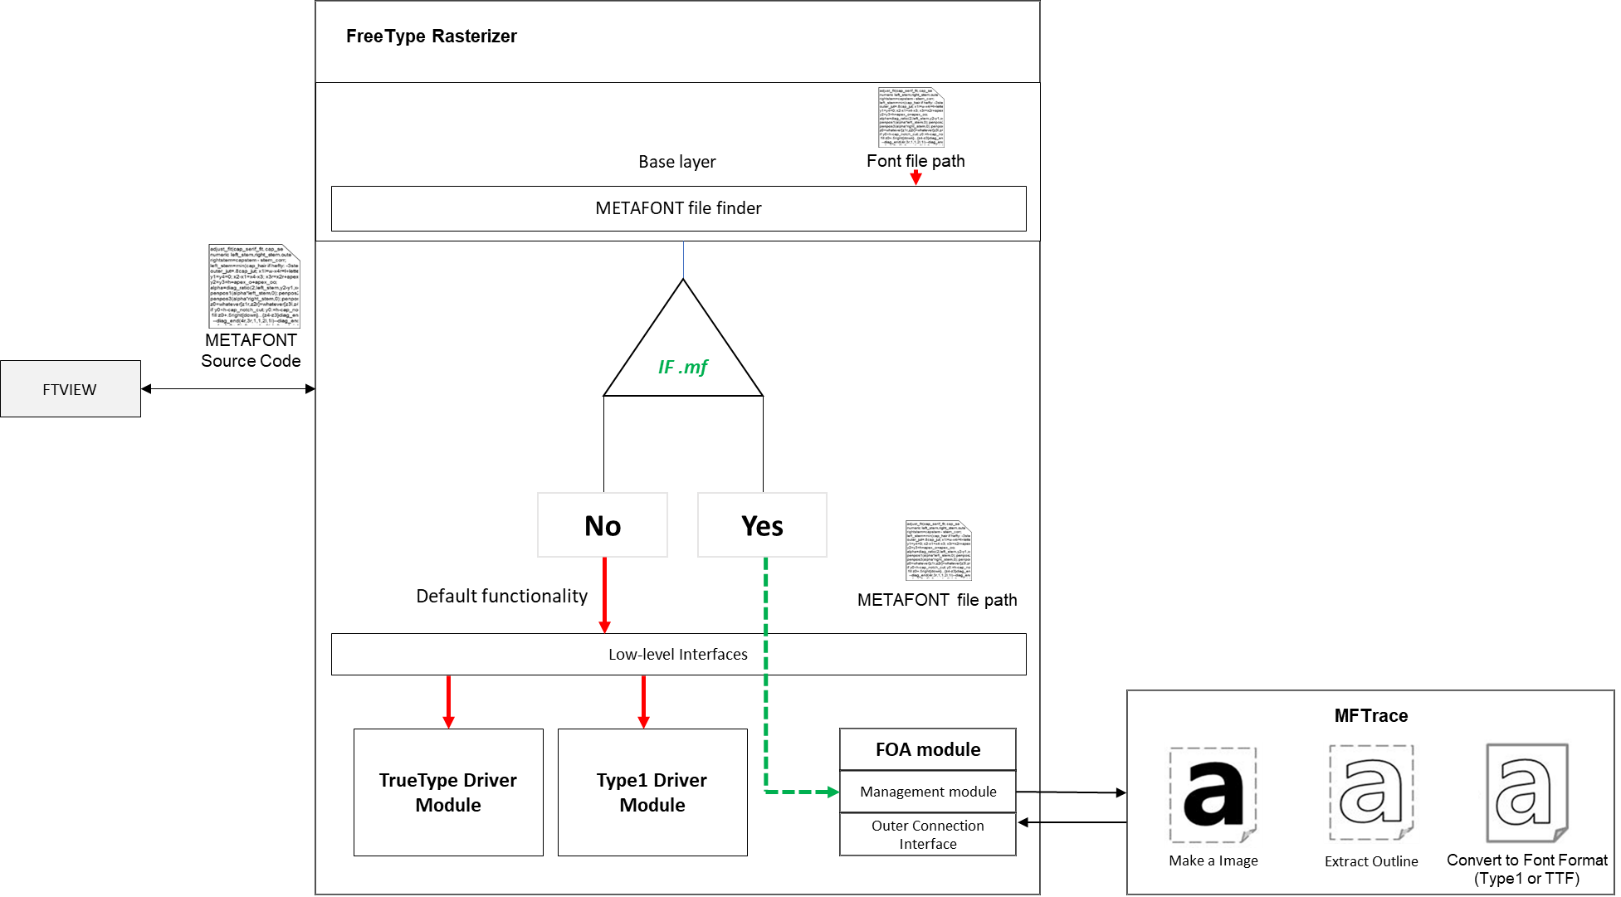 FreeType Rasterizer
Font file path
Base layer
METAFONT file finder
METAFONT
Source Code
FTVIEW
IF .mf
No
Yes
METAFONT file path
Default functionality
Low-level Interfaces
TrueType Driver
Module
Type1 Driver
Module
FOA module
Management module
Outer Connection
Interface
MFTrace
a
a
a
Make a Image
Extract Outline
Convert to Font Format
(Type1 or TTF)